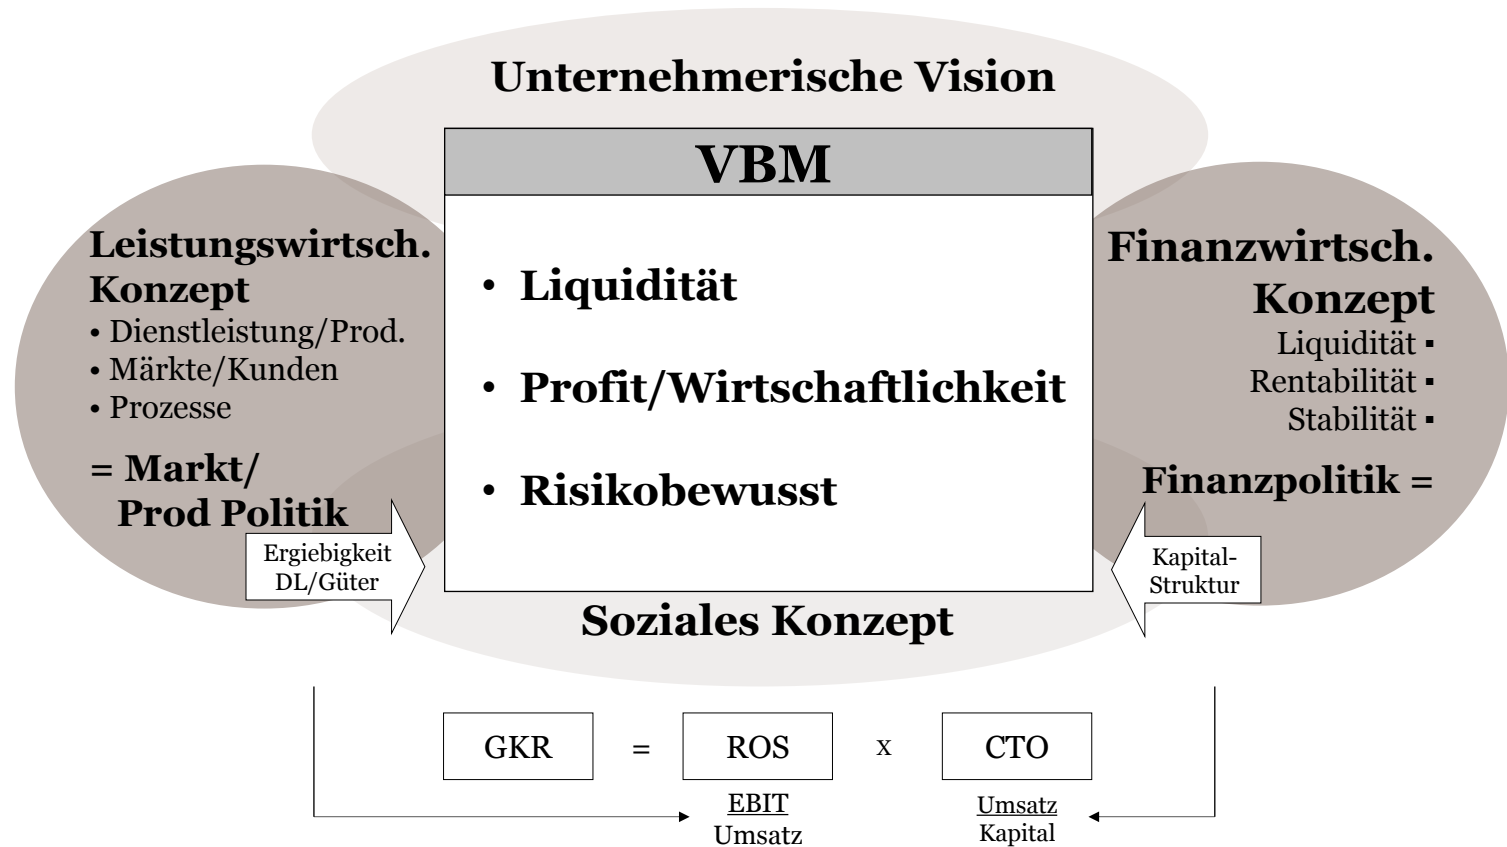 Unternehmerische Vision
VBM
Leistungswirtsch.
Konzept
• Dienstleistung/Prod.
• Märkte/Kunden
• Prozesse
= Markt/
Prod Politik
Ergiebigkeit
DL/Güter
• Liquidität
• Profit/Wirtschaftlichkeit
• Risikobewusst
Finanzwirtsch.
Konzept
Liquidität ▪
Rentabilität ▪
Stabilität ▪
Finanzpolitik =
Kapital-
Struktur
Soziales Konzept
GKR = ROS x CTO
EBIT
Umsatz
Umsatz
Kapital